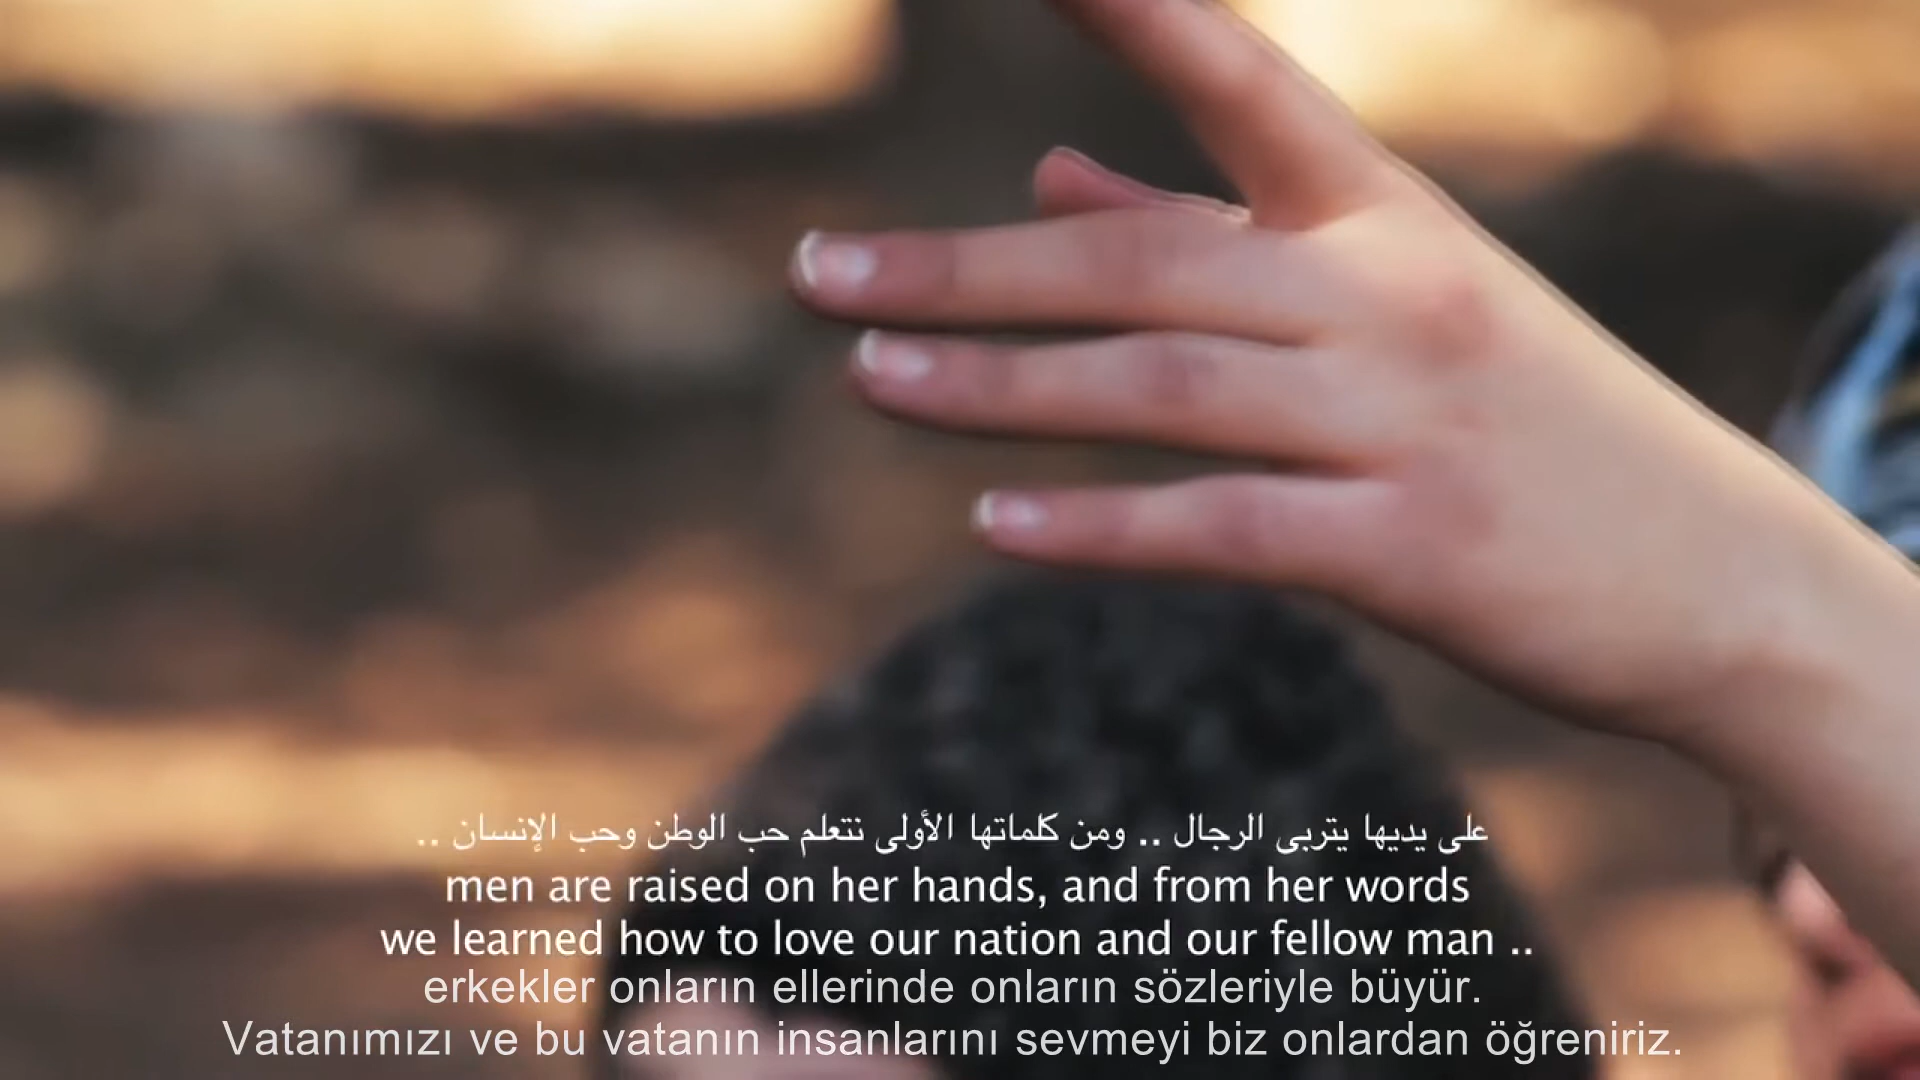 على يديها يتربى الرجال .. ومن كلماتها الأولى نتعلم حب الوطن وحب الإنسان ..
men are raised on her hands, and from her words
we learned how to love our nation and our fellow man ..
erkekler onların ellerinde onların sözleriyle büyür.
Vatanımızı ve bu vatanın insanlarını sevmeyi biz onlardan öğreniriz.